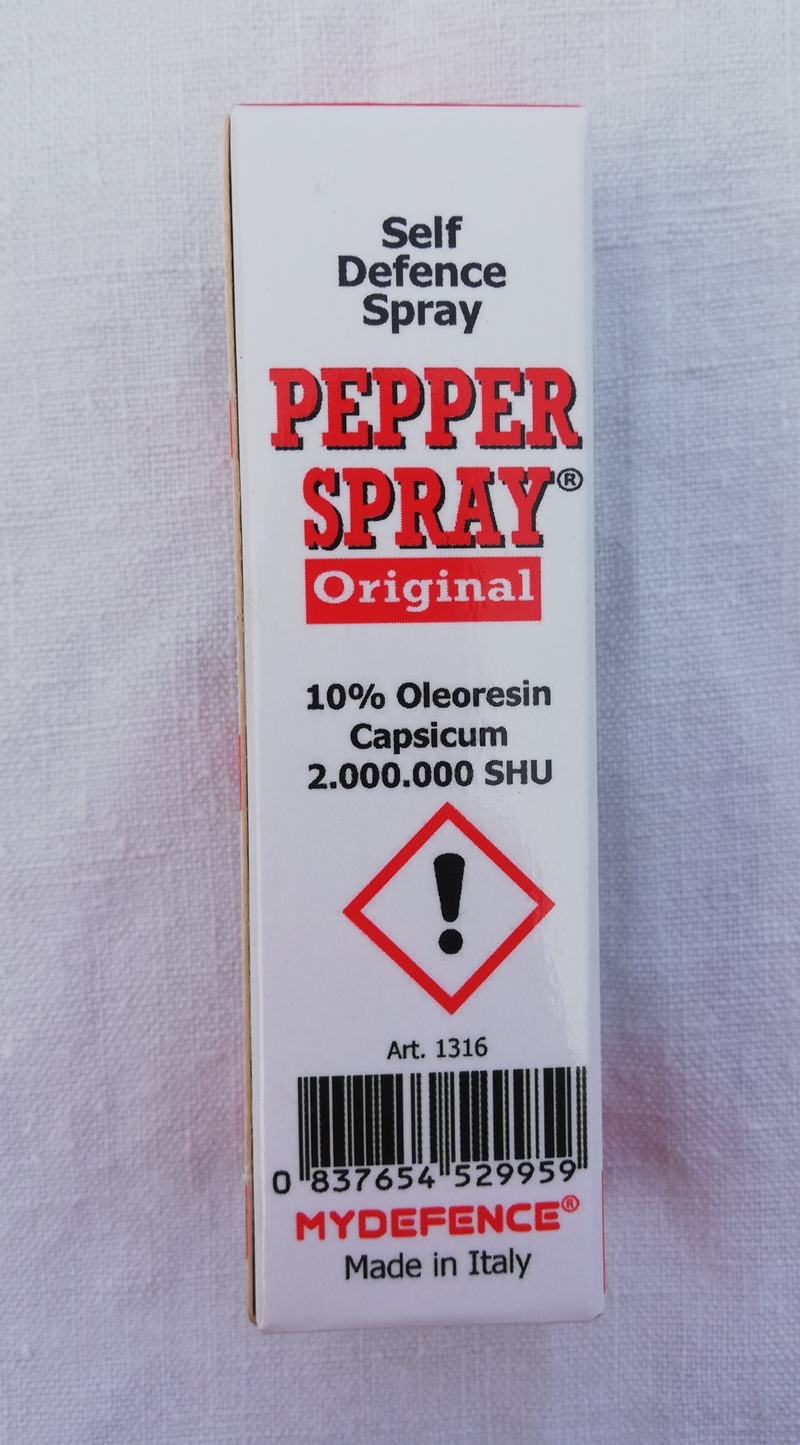 Self
Defence
Spray
PEPPER
SPRAY®
Original
10% Oleoresin
Capsicum
2.000.000 SHU
!
Art. 1316
0 837654 529959
MYDEFENCE®
Made in Italy